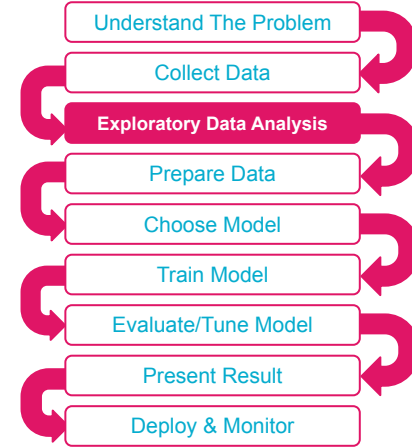 Understand The Problem
Collect Data
Exploratory Data Analysis
Prepare Data
Choose Model
Train Model
Evaluate/Tune Model
Present Result
Deploy & Monitor